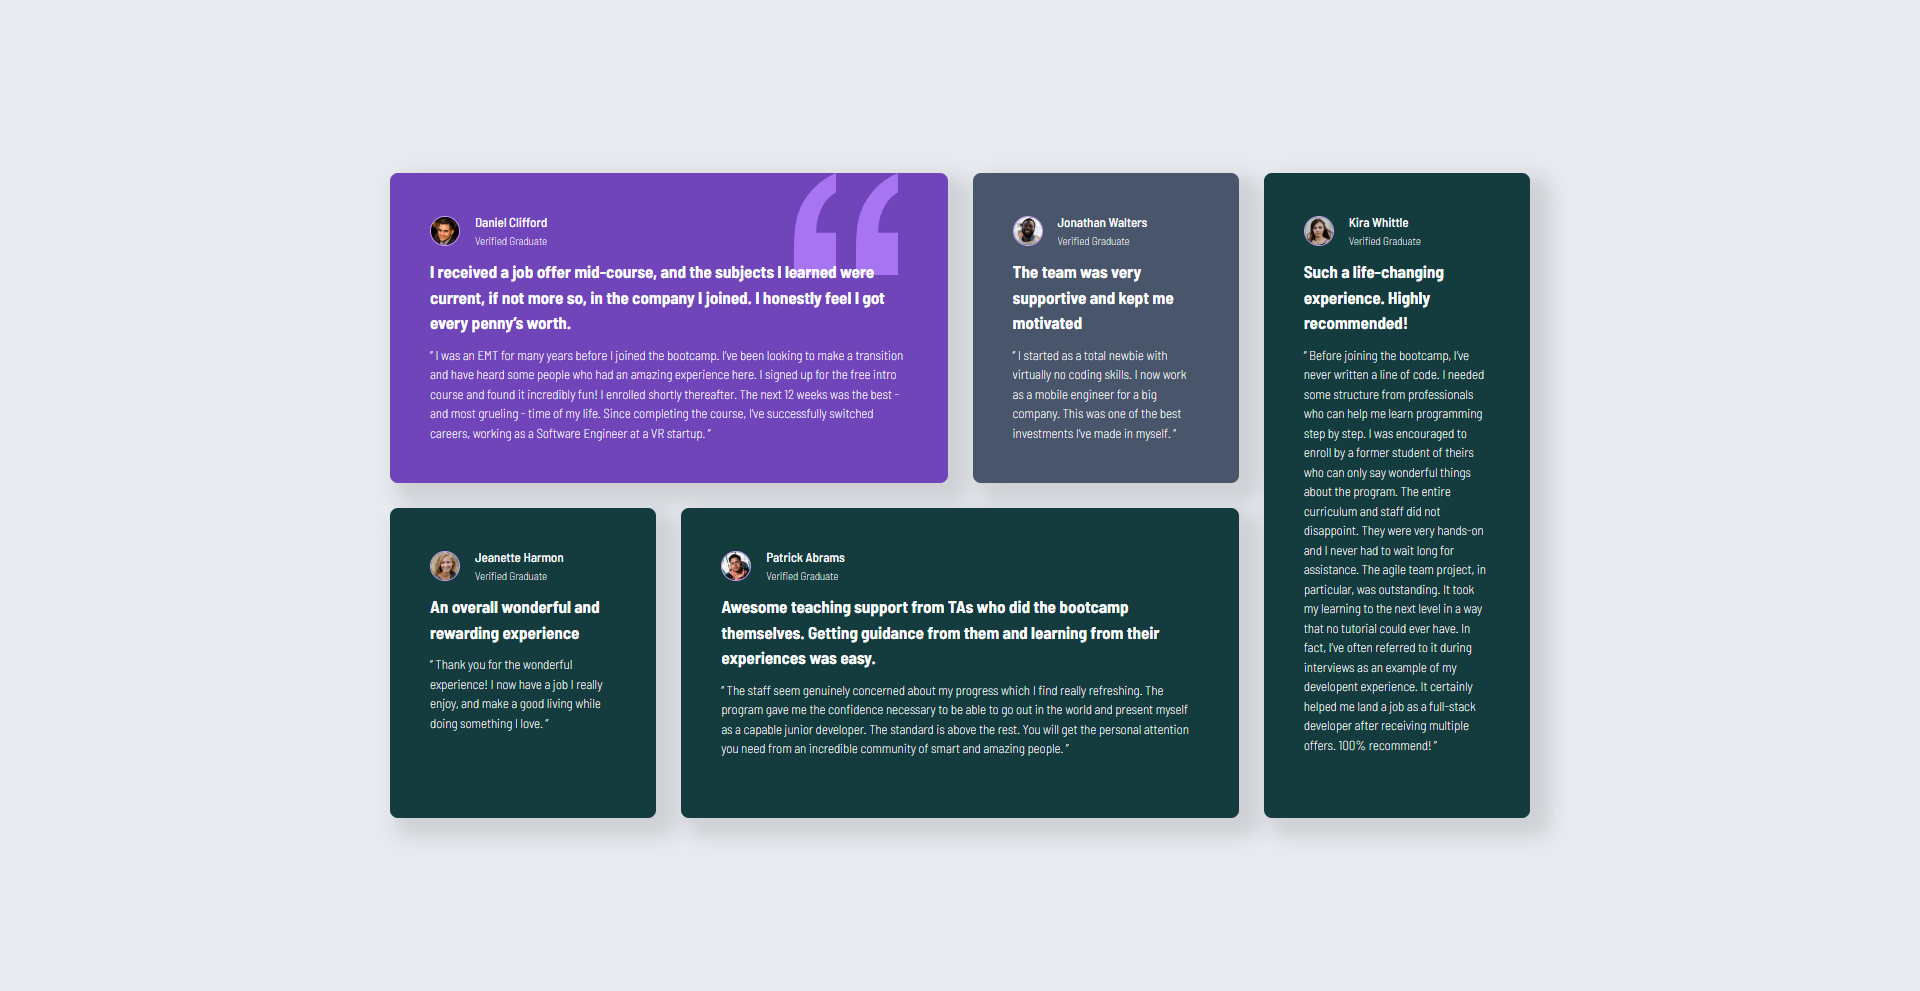 Daniel Clifford
Verified Graduate
I received a job offer mid-course, and the subjects I learned were
current, if not more so, in the company I joined. I honestly feel I got
every penny’s worth.
“ I was an EMT for many years before I joined the bootcamp. I’ve been looking to make a transition
and have heard some people who had an amazing experience here. I signed up for the free intro
course and found it incredibly fun! I enrolled shortly thereafter. The next 12 weeks was the best -
and most grueling - time of my life. Since completing the course, I’ve successfully switched
careers, working as a Software Engineer at a VR startup. ”
Jonathan Walters
Verified Graduate
The team was very
supportive and kept me
motivated
“ I started as a total newbie with
virtually no coding skills. I now work
as a mobile engineer for a big
company. This was one of the best
investments I’ve made in myself. ”
Kira Whittle
Verified Graduate
Such a life-changing
experience. Highly
recommended!
“ Before joining the bootcamp, I’ve
never written a line of code. I needed
some structure from professionals
who can help me learn programming
step by step. I was encouraged to
enroll by a former student of theirs
who can only say wonderful things
about the program. The entire
curriculum and staff did not
disappoint. They were very hands-on
and I never had to wait long for
assistance. The agile team project, in
particular, was outstanding. It took
my learning to the next level in a way
that no tutorial could ever have. In
fact, I’ve often referred to it during
interviews as an example of my
developent experience. It certainly
helped me land a job as a full-stack
developer after receiving multiple
offers. 100% recommend! ”
Jeanette Harmon
Verified Graduate
An overall wonderful and
rewarding experience
“ Thank you for the wonderful
experience! I now have a job I really
enjoy, and make a good living while
doing something I love. ”
Patrick Abrams
Verified Graduate
Awesome teaching support from TAs who did the bootcamp
themselves. Getting guidance from them and learning from their
experiences was easy.
“ The staff seem genuinely concerned about my progress which I find really refreshing. The
program gave me the confidence necessary to be able to go out in the world and present myself
as a capable junior developer. The standard is above the rest. You will get the personal attention
you need from an incredible community of smart and amazing people. ”